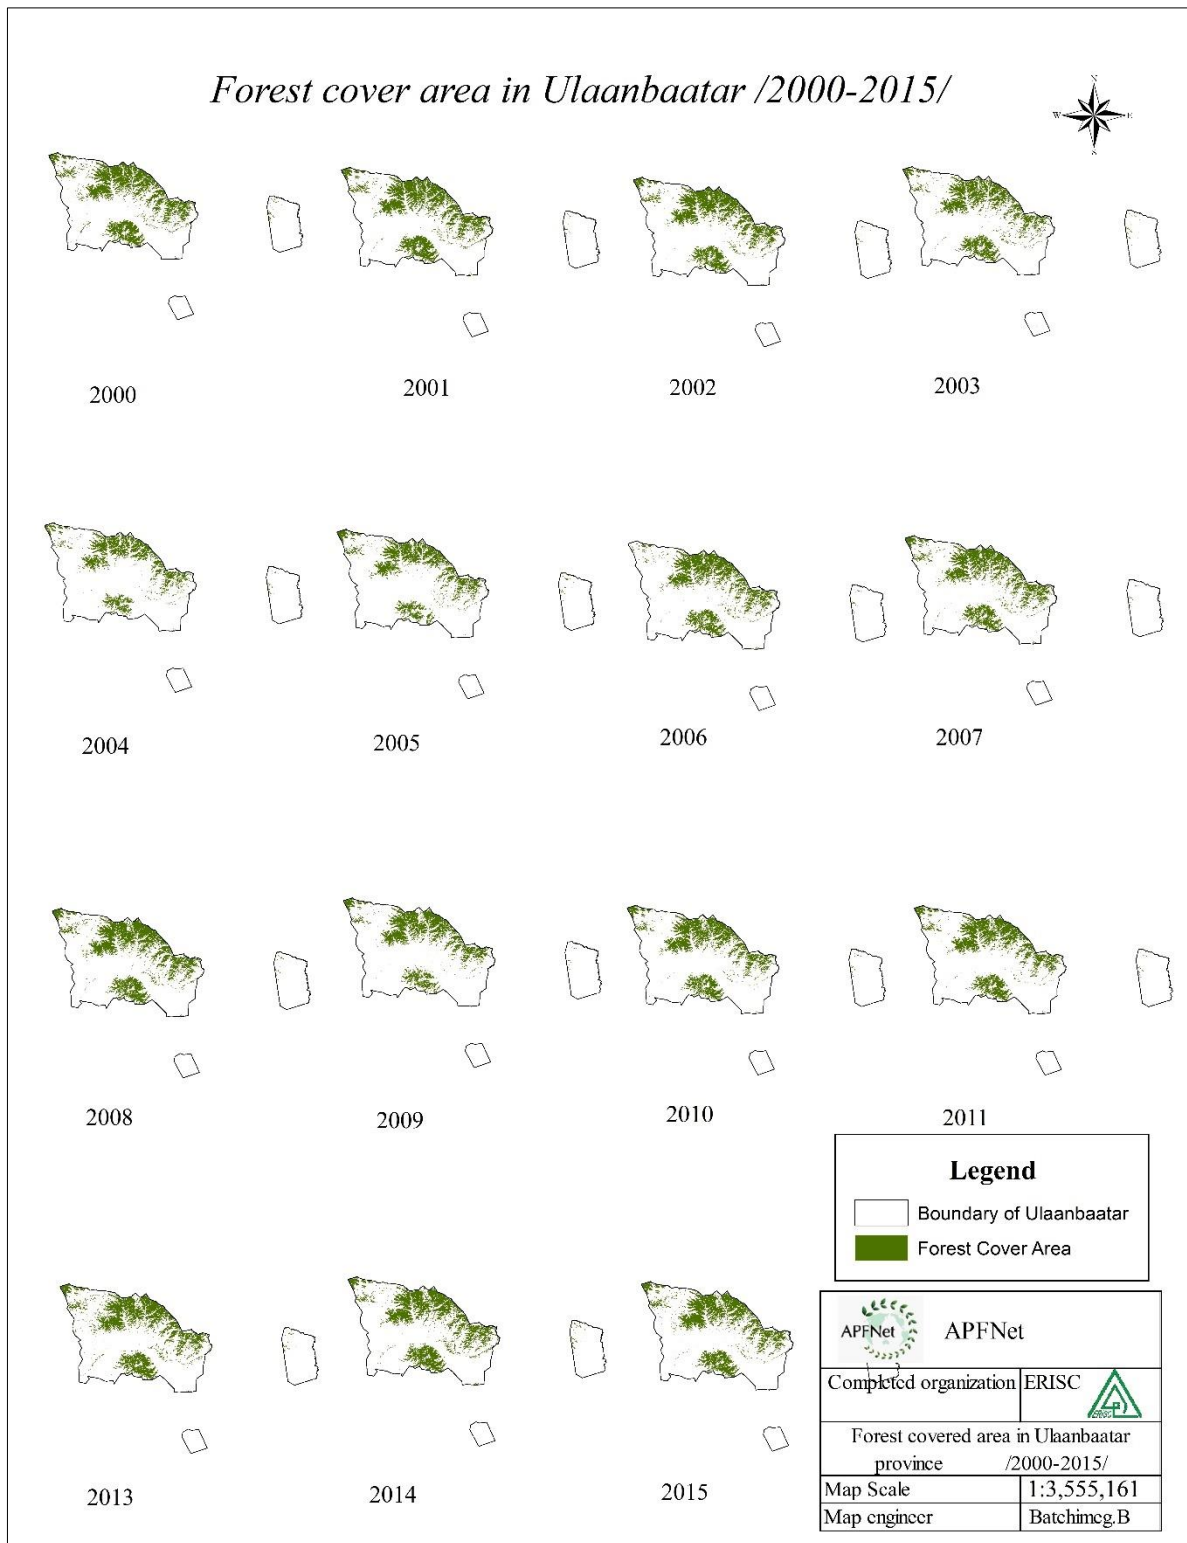 Forest cover area in Ulaanbaatar /2000-2015/
N
W E
S
2000
2001
2002
2003
2004
2005
2006
2007
2008
2009
2010
2011
Legend
Boundary of Ulaanbaatar
Forest Cover Area
2013
2014
2015
APFNet APFNet
Completed organization ERISC
ERISC
Forest covered area in Ulaanbaatar
province /2000-2015/
Map Scale 1:3,555,161
Map engineer Batchimeg.B